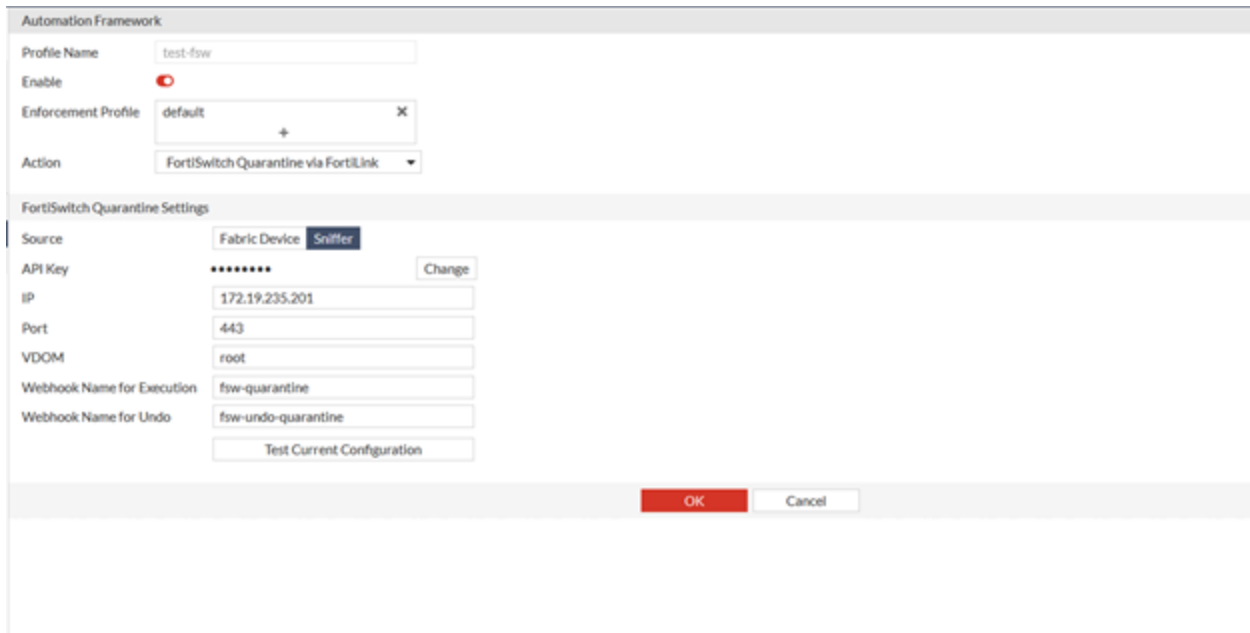 Automation Framework
Profile Name test-fsw
Enable
Enforcement Profile default ×
+
Action FortiSwitch Quarantine via FortiLink
FortiSwitch Quarantine Settings
Source Fabric Device Sniffer
API Key •••••••• Change
IP 172.19.235.201
Port 443
VDOM root
Webhook Name for Execution fsw-quarantine
Webhook Name for Undo fsw-undo-quarantine
Test Current Configuration
OK Cancel